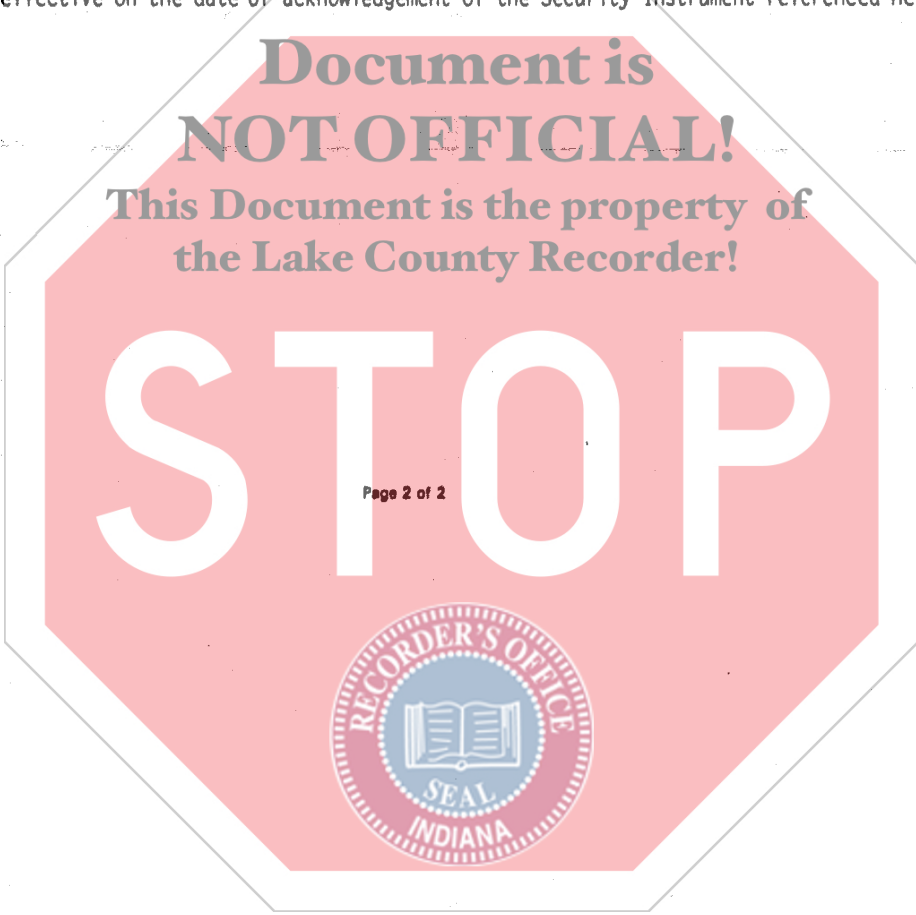 effective on the date of acknowledgement of the Security Instrument referenced
Document is
NOT OFFICIAL!
This Document is the property of
the Lake County Recorder!
STOP
Page 2 of 2
RECORDER'S OFFICE
SEAL
INDIANA